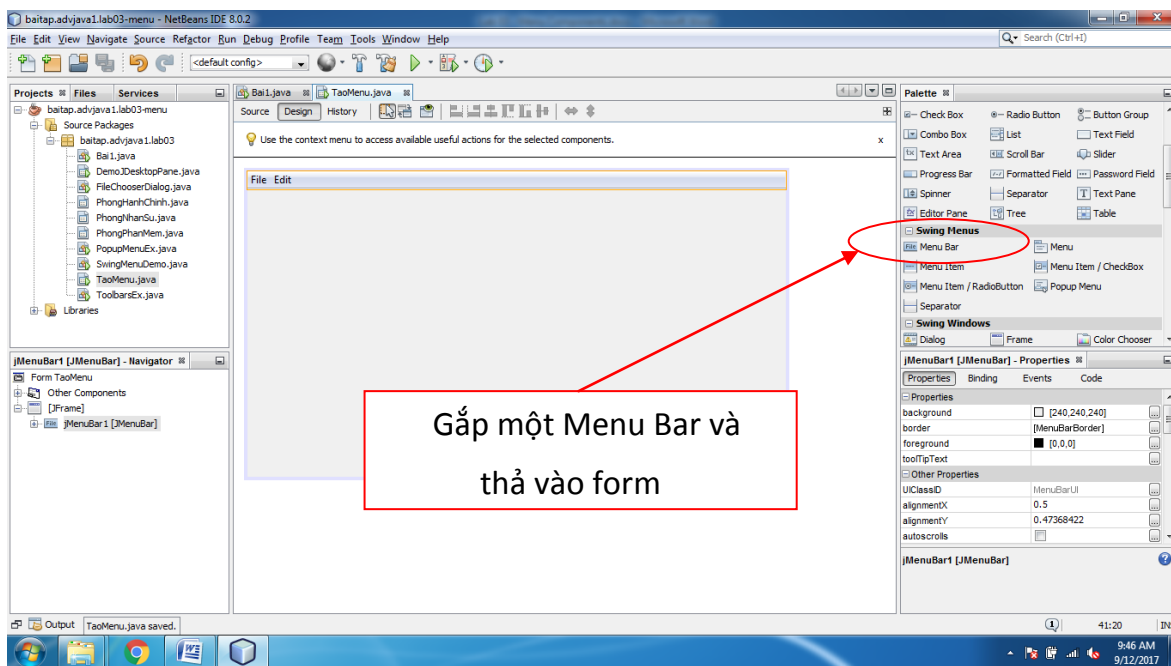 baitap.advjava1.lab03-menu - NetBeans IDE 8.0.2
File Edit View Navigate Source Refactor Run Debug Profile Team Tools Window Help
Search (Ctrl+I)
<default config>
Projects Files Services
baitap.advjava1.lab03-menu
Source Packages
baitap.advjava1.lab03
Bai1.java
DemoJDesktopPane.java
FileChooserDialog.java
PhongHanhChinh.java
PhongNhanSu.java
PhongPhanMem.java
PopupMenuEx.java
SwingMenuDemo.java
TaoMenu.java
ToolbarsEx.java
Libraries
jMenuBar1 [JMenuBar] - Navigator
Form TaoMenu
Other Components
[JFrame]
jMenuBar1 [JMenuBar]
Bai1.java TaoMenu.java
Source Design History
Use the context menu to access available useful actions for the selected components. x
File Edit
Gắp một Menu Bar và
thả vào form
Palette
Check Box Radio Button Button Group
Combo Box List Text Field
Text Area Scroll Bar Slider
Progress Bar Formatted Field Password Field
Spinner Separator Text Pane
Editor Pane Tree Table
Swing Menus
Menu Bar Menu
Menu Item Menu Item / CheckBox
Menu Item / RadioButton Popup Menu
Separator
Swing Windows
Dialog Frame Color Chooser
jMenuBar1 [JMenuBar] - Properties
Properties Binding Events Code
Properties
background [240,240,240]
border [MenuBarBorder]
foreground [0,0,0]
toolTipText
Other Properties
UIClassID MenuBarUI
alignmentX 0.5
alignmentY 0.47368422
autoscrolls
jMenuBar1 [JMenuBar]
Output TaoMenu.java saved.
1 41:20 IN
9:46 AM
9/12/2017